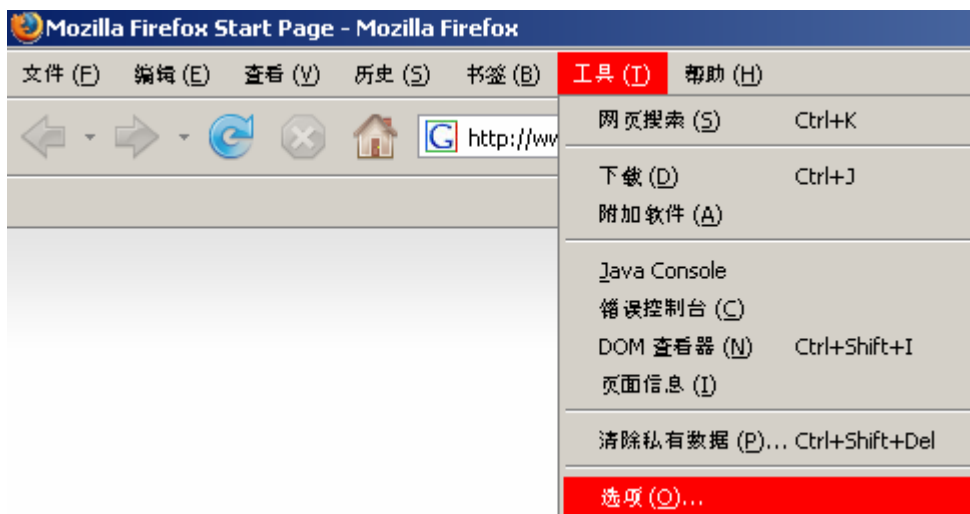 Mozilla Firefox Start Page - Mozilla Firefox
文件 (F) 编辑 (E) 查看 (V) 历史 (S) 书签 (B) 工具 (T) 帮助 (H)
http://ww
网页搜索 (S) Ctrl+K
下载 (D) Ctrl+J
附加软件 (A)
Java Console
错误控制台 (C)
DOM 查看器 (N) Ctrl+Shift+I
页面信息 (I)
清除私有数据 (P)... Ctrl+Shift+Del
选项 (O)...